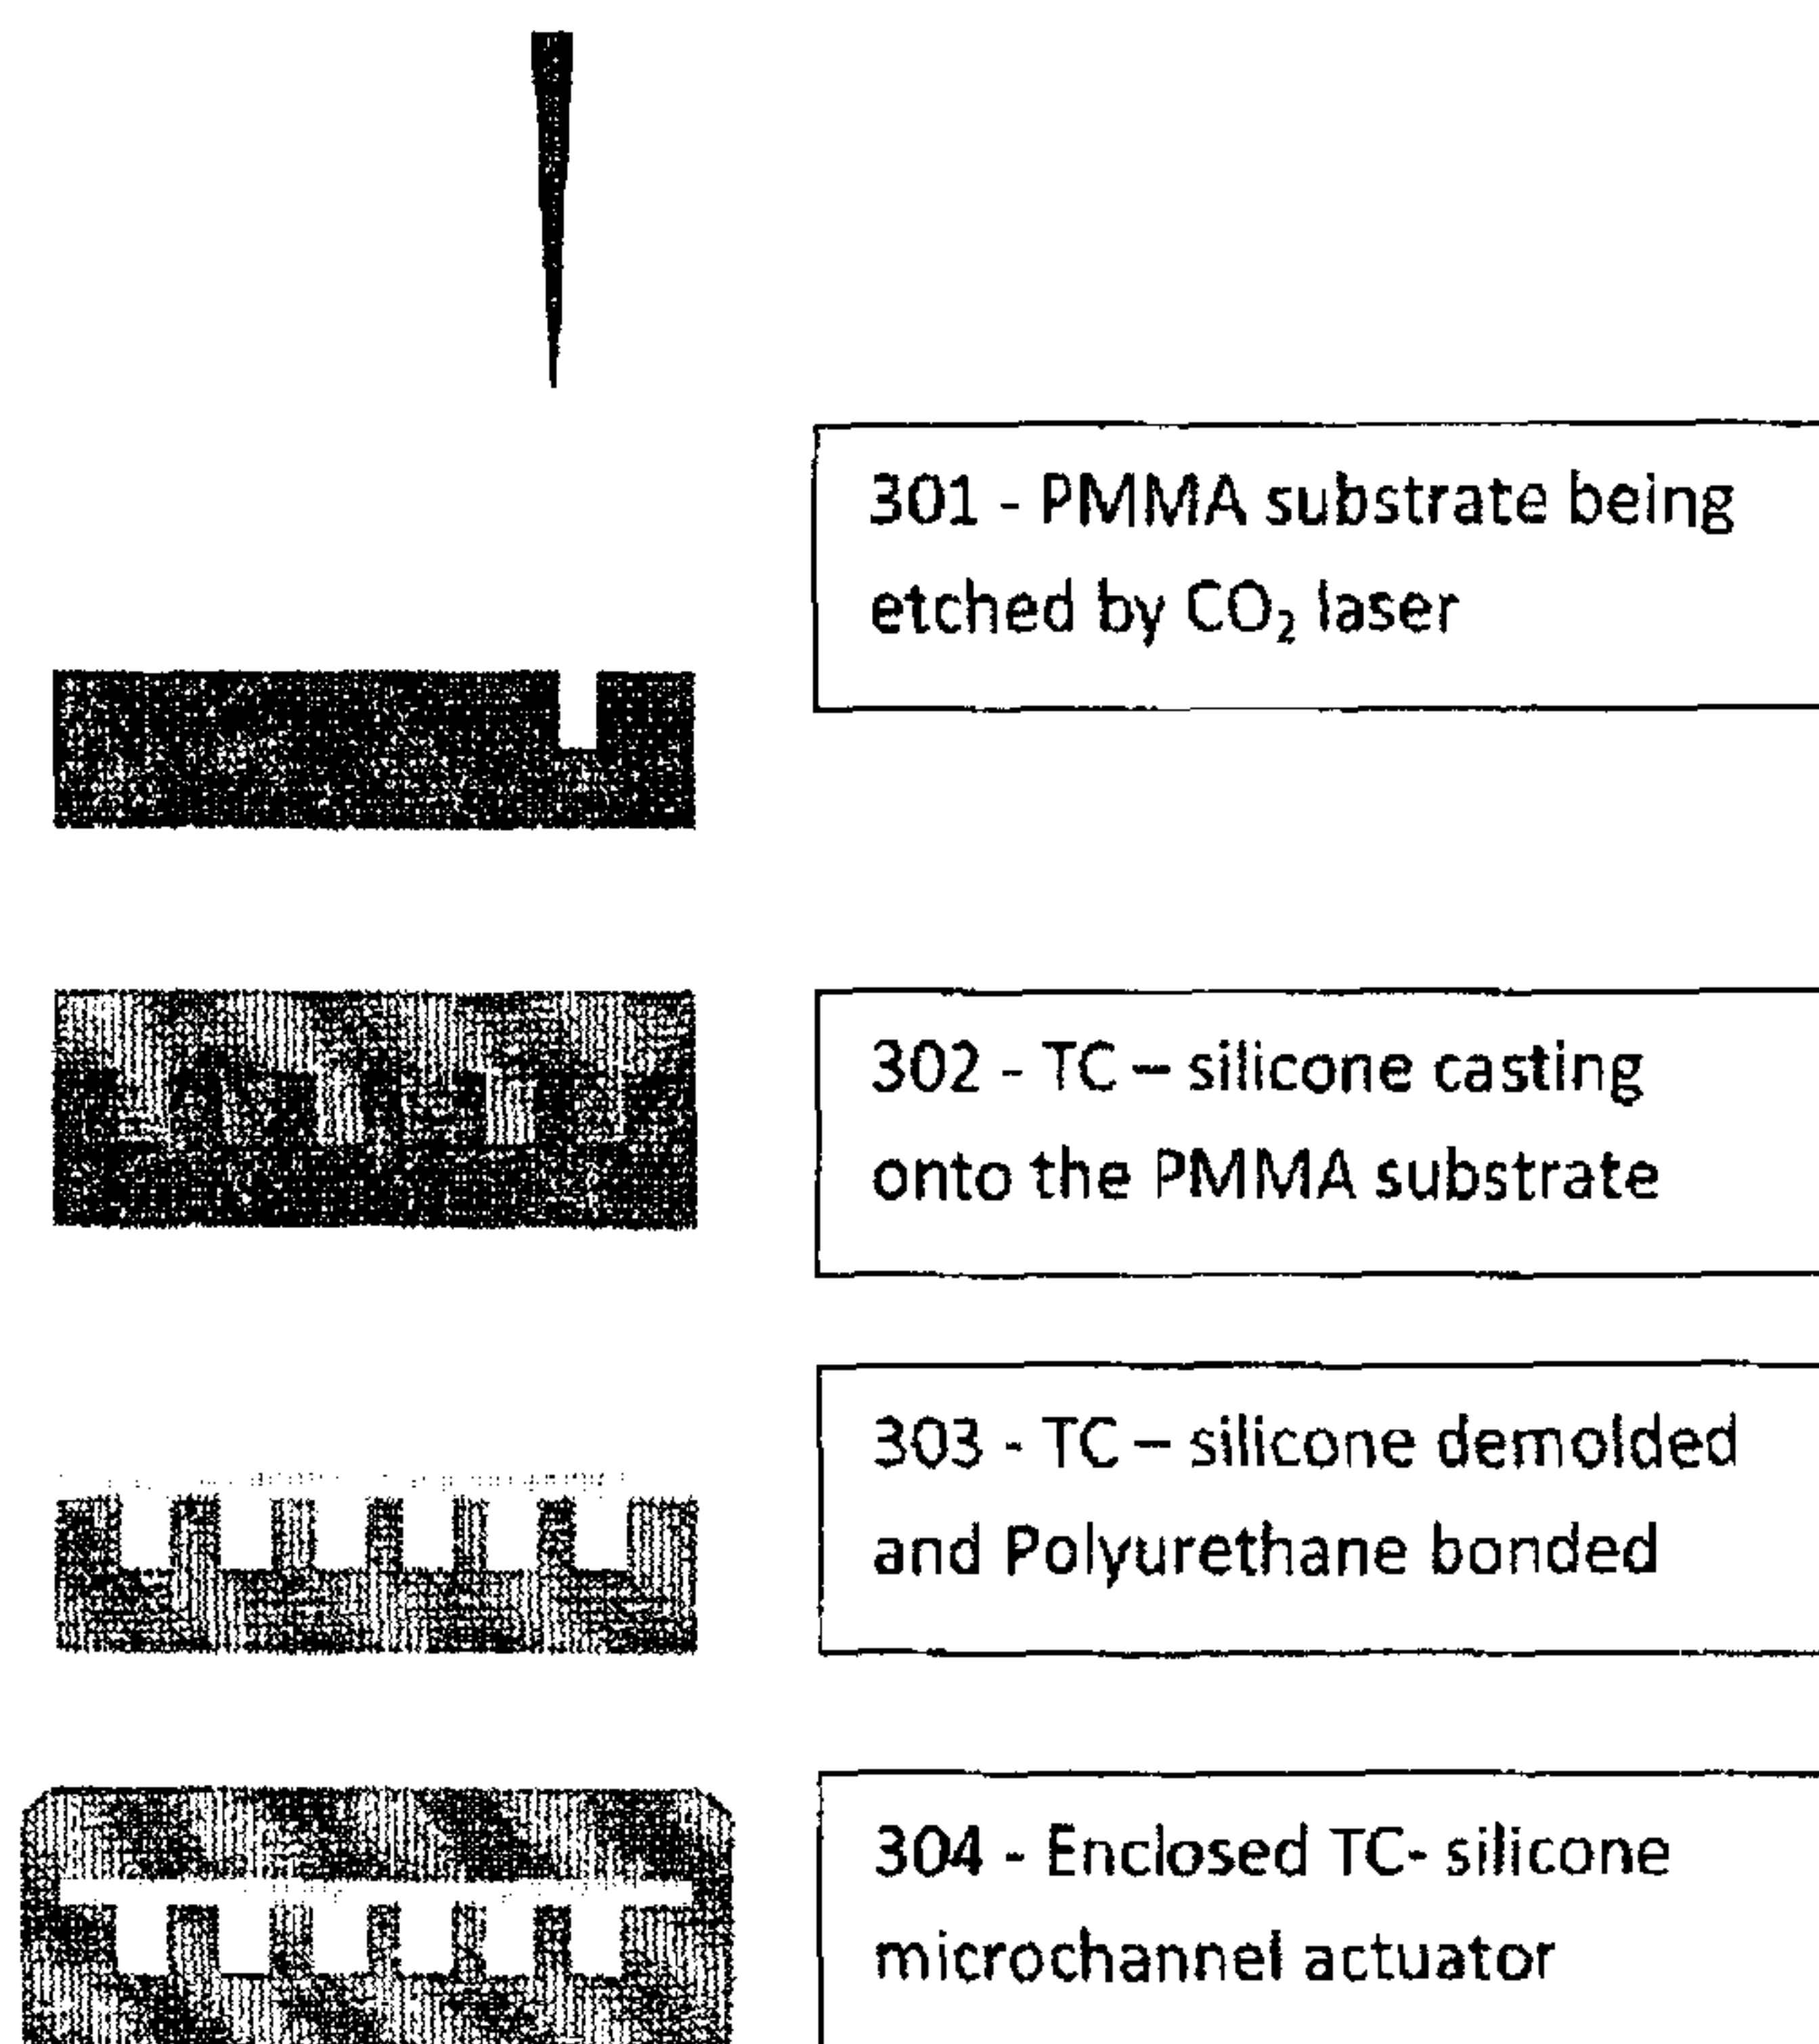 301 - PMMA substrate being
etched by CO₂ laser
302 - TC – silicone casting
onto the PMMA substrate
303 - TC – silicone demolded
and Polyurethane bonded
304 - Enclosed TC- silicone
microchannel actuator